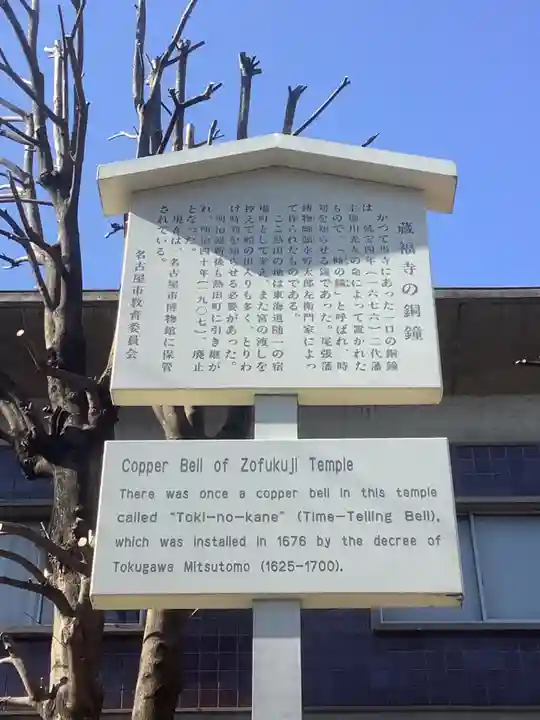 蔵福寺の銅鐘
かつて当寺にあった一口の銅鐘
は、延宝四年(一六七六)二代藩
主徳川光友の命によって置かれた
もので、「時の鐘」と呼ばれ、時
刻を知らせる鐘であった。尾張藩
鋳物師頭水野太郎左衛門家によっ
て作られたものである。
ここ熱田の地は東海道随一の宿
場町として栄え、また宮の渡しを
控えて船の出入りも多く、とりわ
け時刻を知らせる必要があった。
明治維新後も熱田町に引き継が
れ、明治四十年(一九〇七)、廃止
となった。
現在は、名古屋市博物館に保管
されている。
名古屋市教育委員会
Copper Bell of Zofukuji Temple
There was once a copper bell in this temple
called "Toki-no-kane" (Time-Telling Bell),
which was installed in 1676 by the decree of
Tokugawa Mitsutomo (1625-1700).